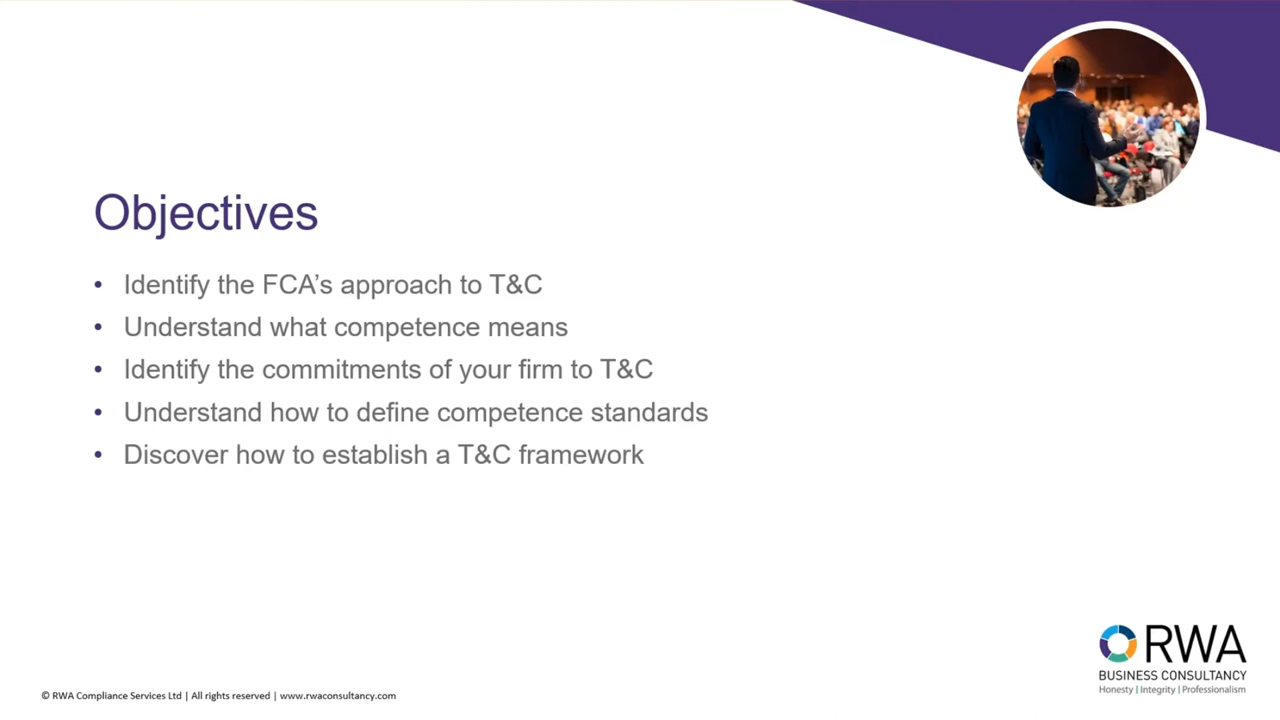 Objectives
• Identify the FCA’s approach to T&C
• Understand what competence means
• Identify the commitments of your firm to T&C
• Understand how to define competence standards
• Discover how to establish a T&C framework
RWA
BUSINESS CONSULTANCY
Honesty | Integrity | Professionalism
© RWA Compliance Services Ltd | All rights reserved | www.rwaconsultancy.com